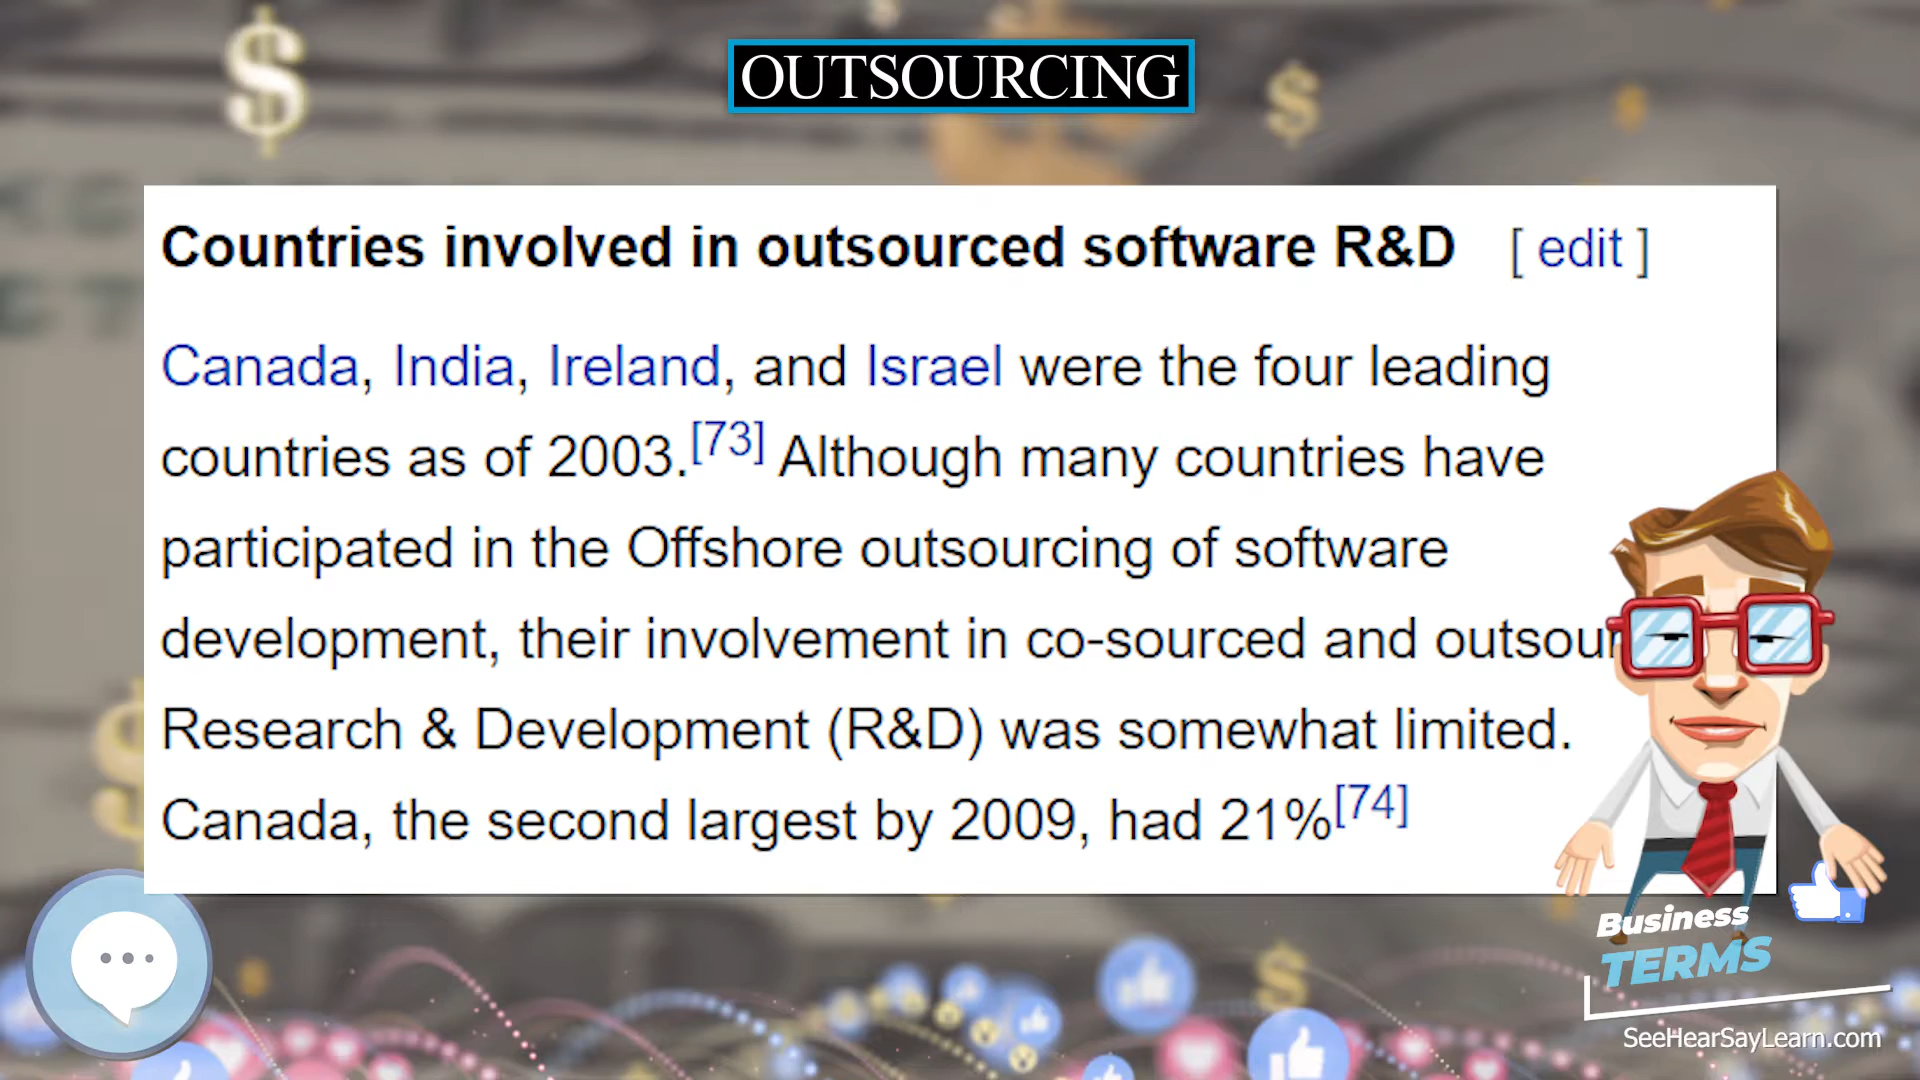 OUTSOURCING
Countries involved in outsourced software R&D [ edit ]
Canada, India, Ireland, and Israel were the four leading
countries as of 2003.[73] Although many countries have
participated in the Offshore outsourcing of software
development, their involvement in co-sourced and outsour
Research & Development (R&D) was somewhat limited.
Canada, the second largest by 2009, had 21%[74]
Business
TERMS
SeeHearSayLearn.com